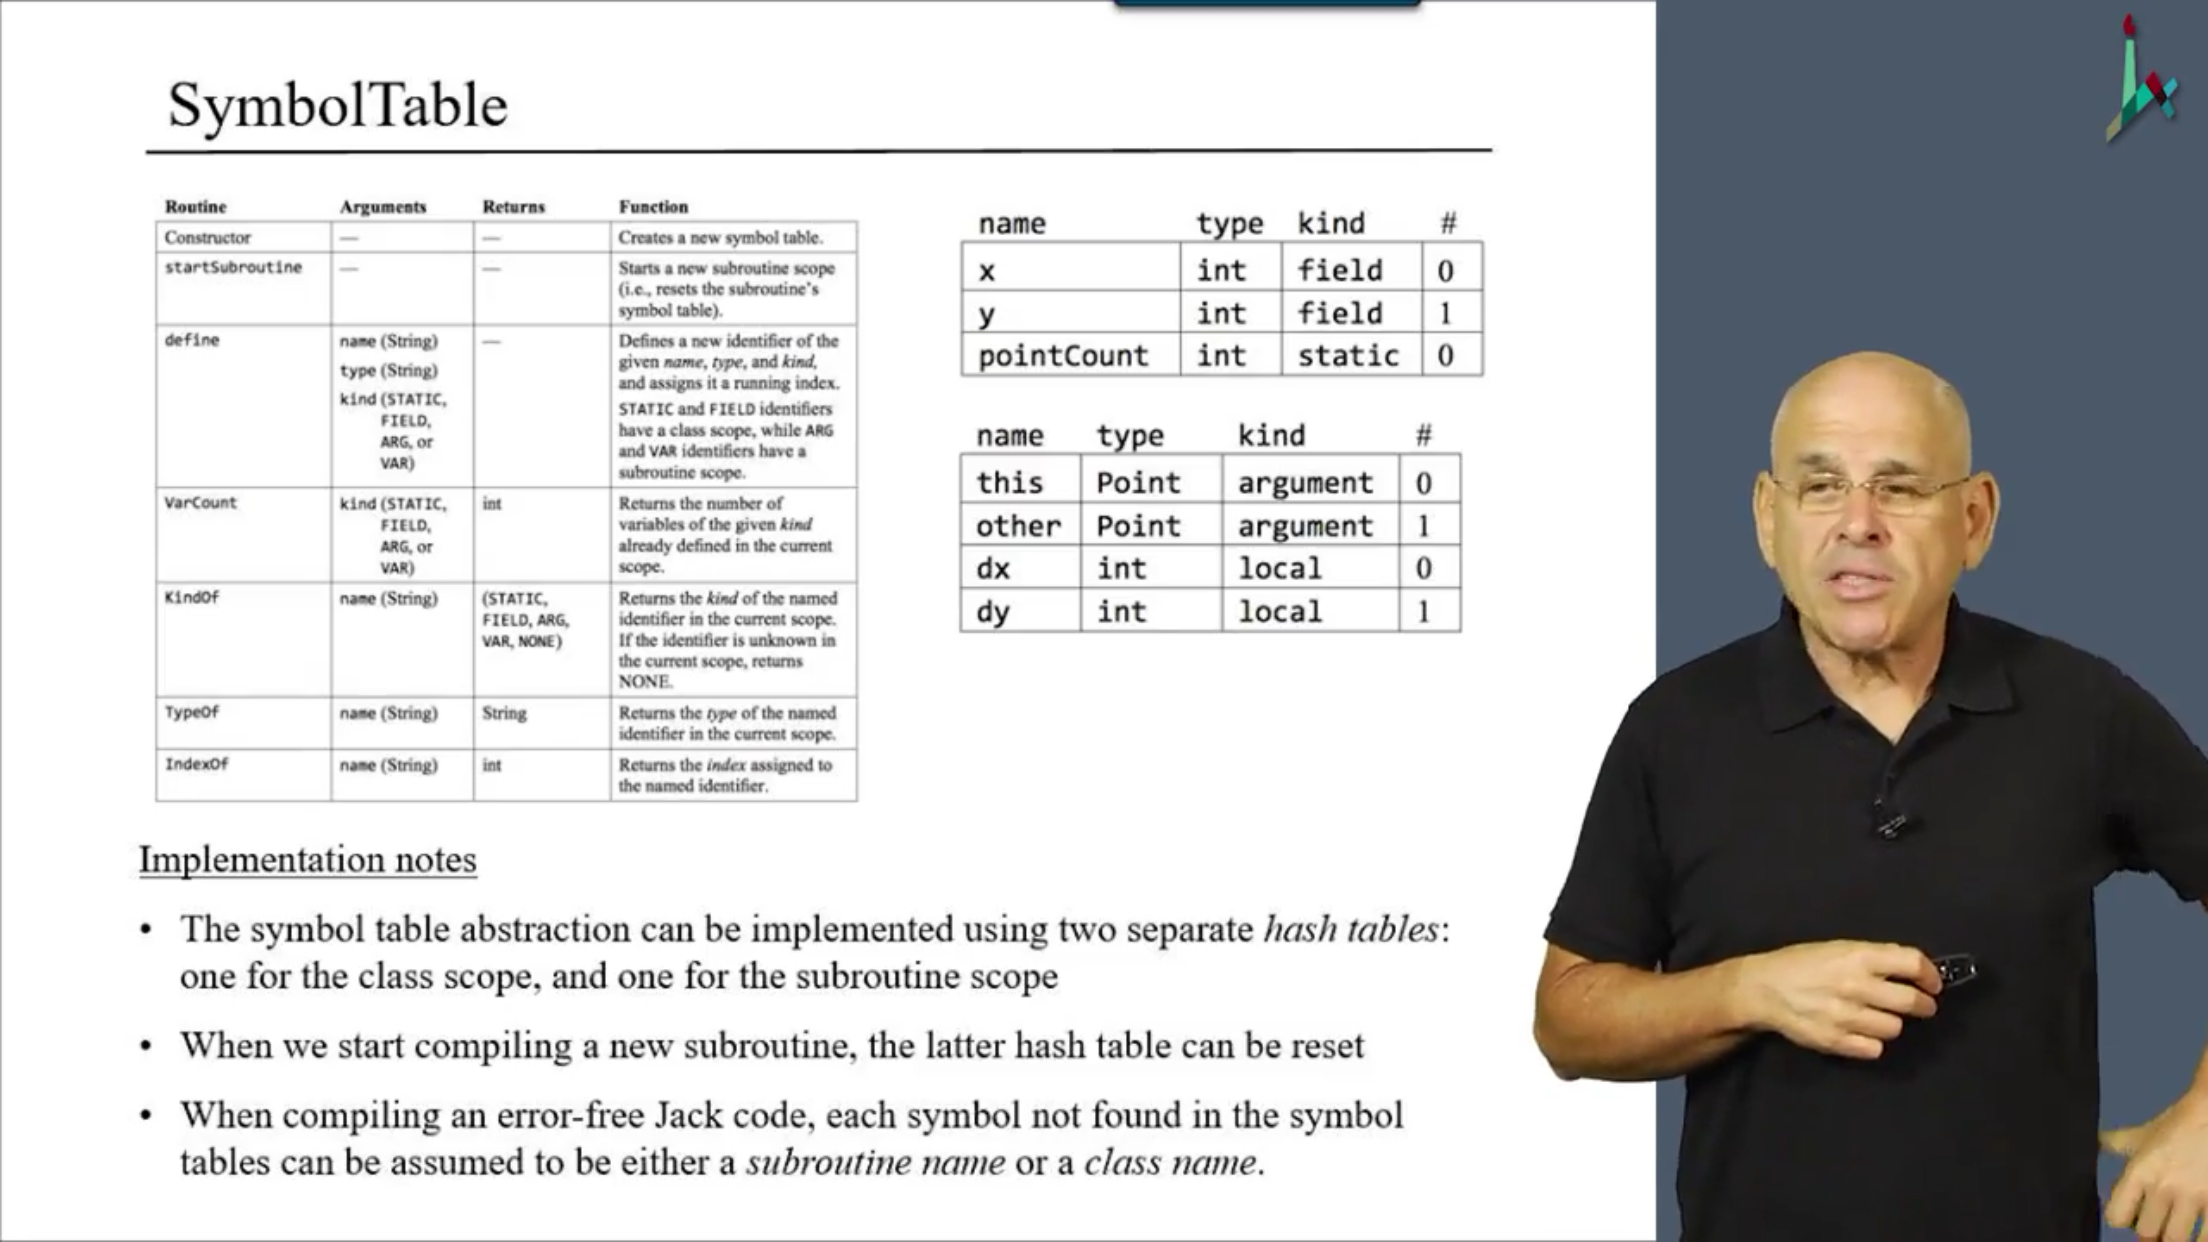 SymbolTable
Routine Arguments Returns Function
Constructor — — Creates a new symbol table.
startSubroutine — — Starts a new subroutine scope
(i.e., resets the subroutine's
symbol table).
define name (String) — Defines a new identifier of the
given name, type, and kind,
type (String)
and assigns it a running index.
kind (STATIC, STATIC and FIELD identifiers
FIELD, have a class scope, while ARG
ARG, or and VAR identifiers have a
VAR) subroutine scope.
VarCount kind (STATIC, int Returns the number of
FIELD, variables of the given kind
ARG, or already defined in the current
VAR) scope.
KindOf name (String) (STATIC, Returns the kind of the named
FIELD, ARG, identifier in the current scope.
VAR, NONE) If the identifier is unknown in
the current scope, returns
NONE.
TypeOf name (String) String Returns the type of the named
identifier in the current scope.
IndexOf name (String) int Returns the index assigned to
the named identifier.
name type kind #
x int field 0
y int field 1
pointCount int static 0
name type kind #
this Point argument 0
other Point argument 1
dx int local 0
dy int local 1
Implementation notes
• The symbol table abstraction can be implemented using two separate hash tables:
one for the class scope, and one for the subroutine scope
• When we start compiling a new subroutine, the latter hash table can be reset
• When compiling an error-free Jack code, each symbol not found in the symbol
tables can be assumed to be either a subroutine name or a class name.